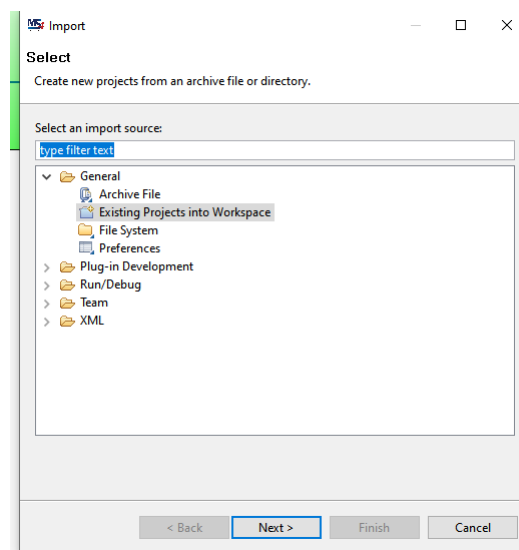 Import
Select
Create new projects from an archive file or directory.
Select an import source:
type filter text
General
Archive File
Existing Projects into Workspace
File System
Preferences
Plug-in Development
Run/Debug
Team
XML
< Back Next > Finish Cancel